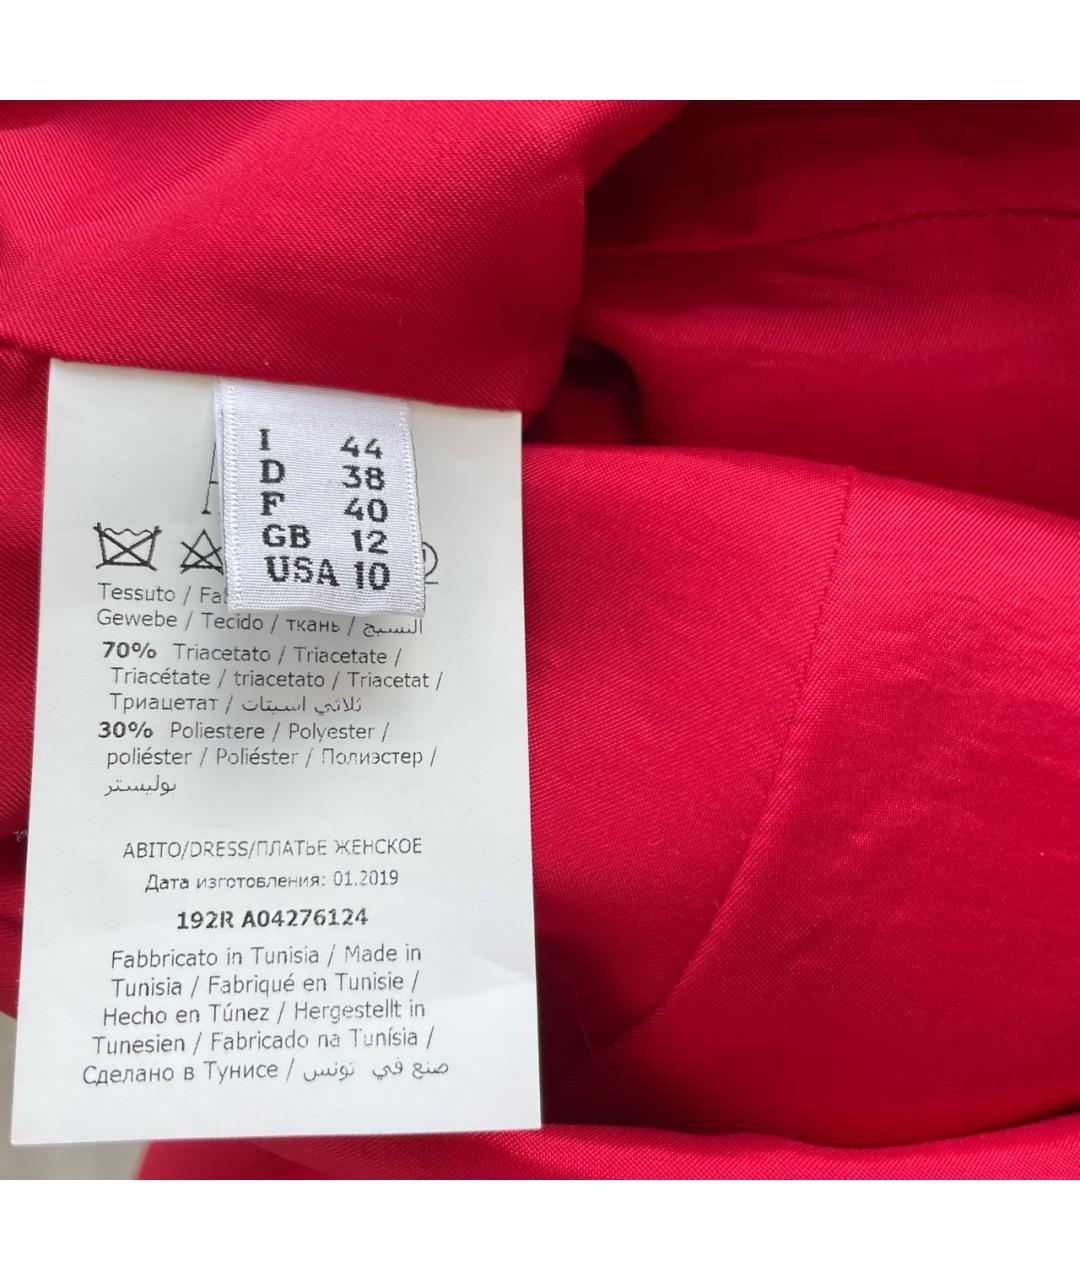 I 44
D 38
F 40
GB 12
USA 10
Tessuto /
Gewebe / Tecido / ткань / النسيج
70% Triacetato / Triacetate /
Triacétate / triacetato / Triacetat /
Триацетат / ثلاثي اسيتات
30% Poliestere / Polyester /
poliéster / Poliéster / Полиэстер /
بوليستر
ABITO/DRESS/ПЛАТЬЕ ЖЕНСКОЕ
Дата изготовления: 01.2019
192R A04276124
Fabbricato in Tunisia / Made in
Tunisia / Fabriqué en Tunisie /
Hecho en Túnez / Hergestellt in
Tunesien / Fabricado na Tunísia /
Сделано в Тунисе / صنع في تونس